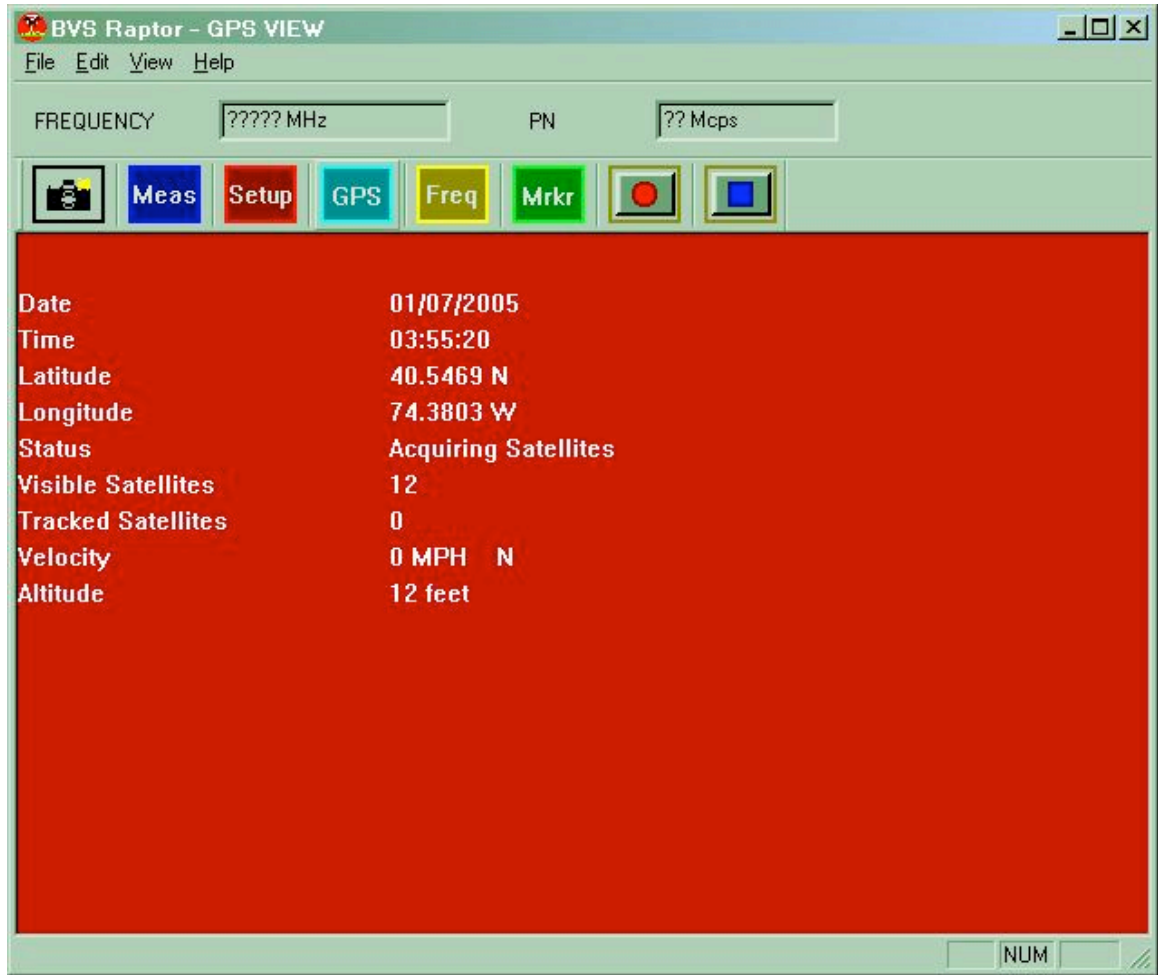 BVS Raptor - GPS VIEW
File Edit View Help
FREQUENCY ????? MHz PN ?? Mcps
Meas Setup GPS Freq Mrkr
Date 01/07/2005
Time 03:55:20
Latitude 40.5469 N
Longitude 74.3803 W
Status Acquiring Satellites
Visible Satellites 12
Tracked Satellites 0
Velocity 0 MPH N
Altitude 12 feet
NUM